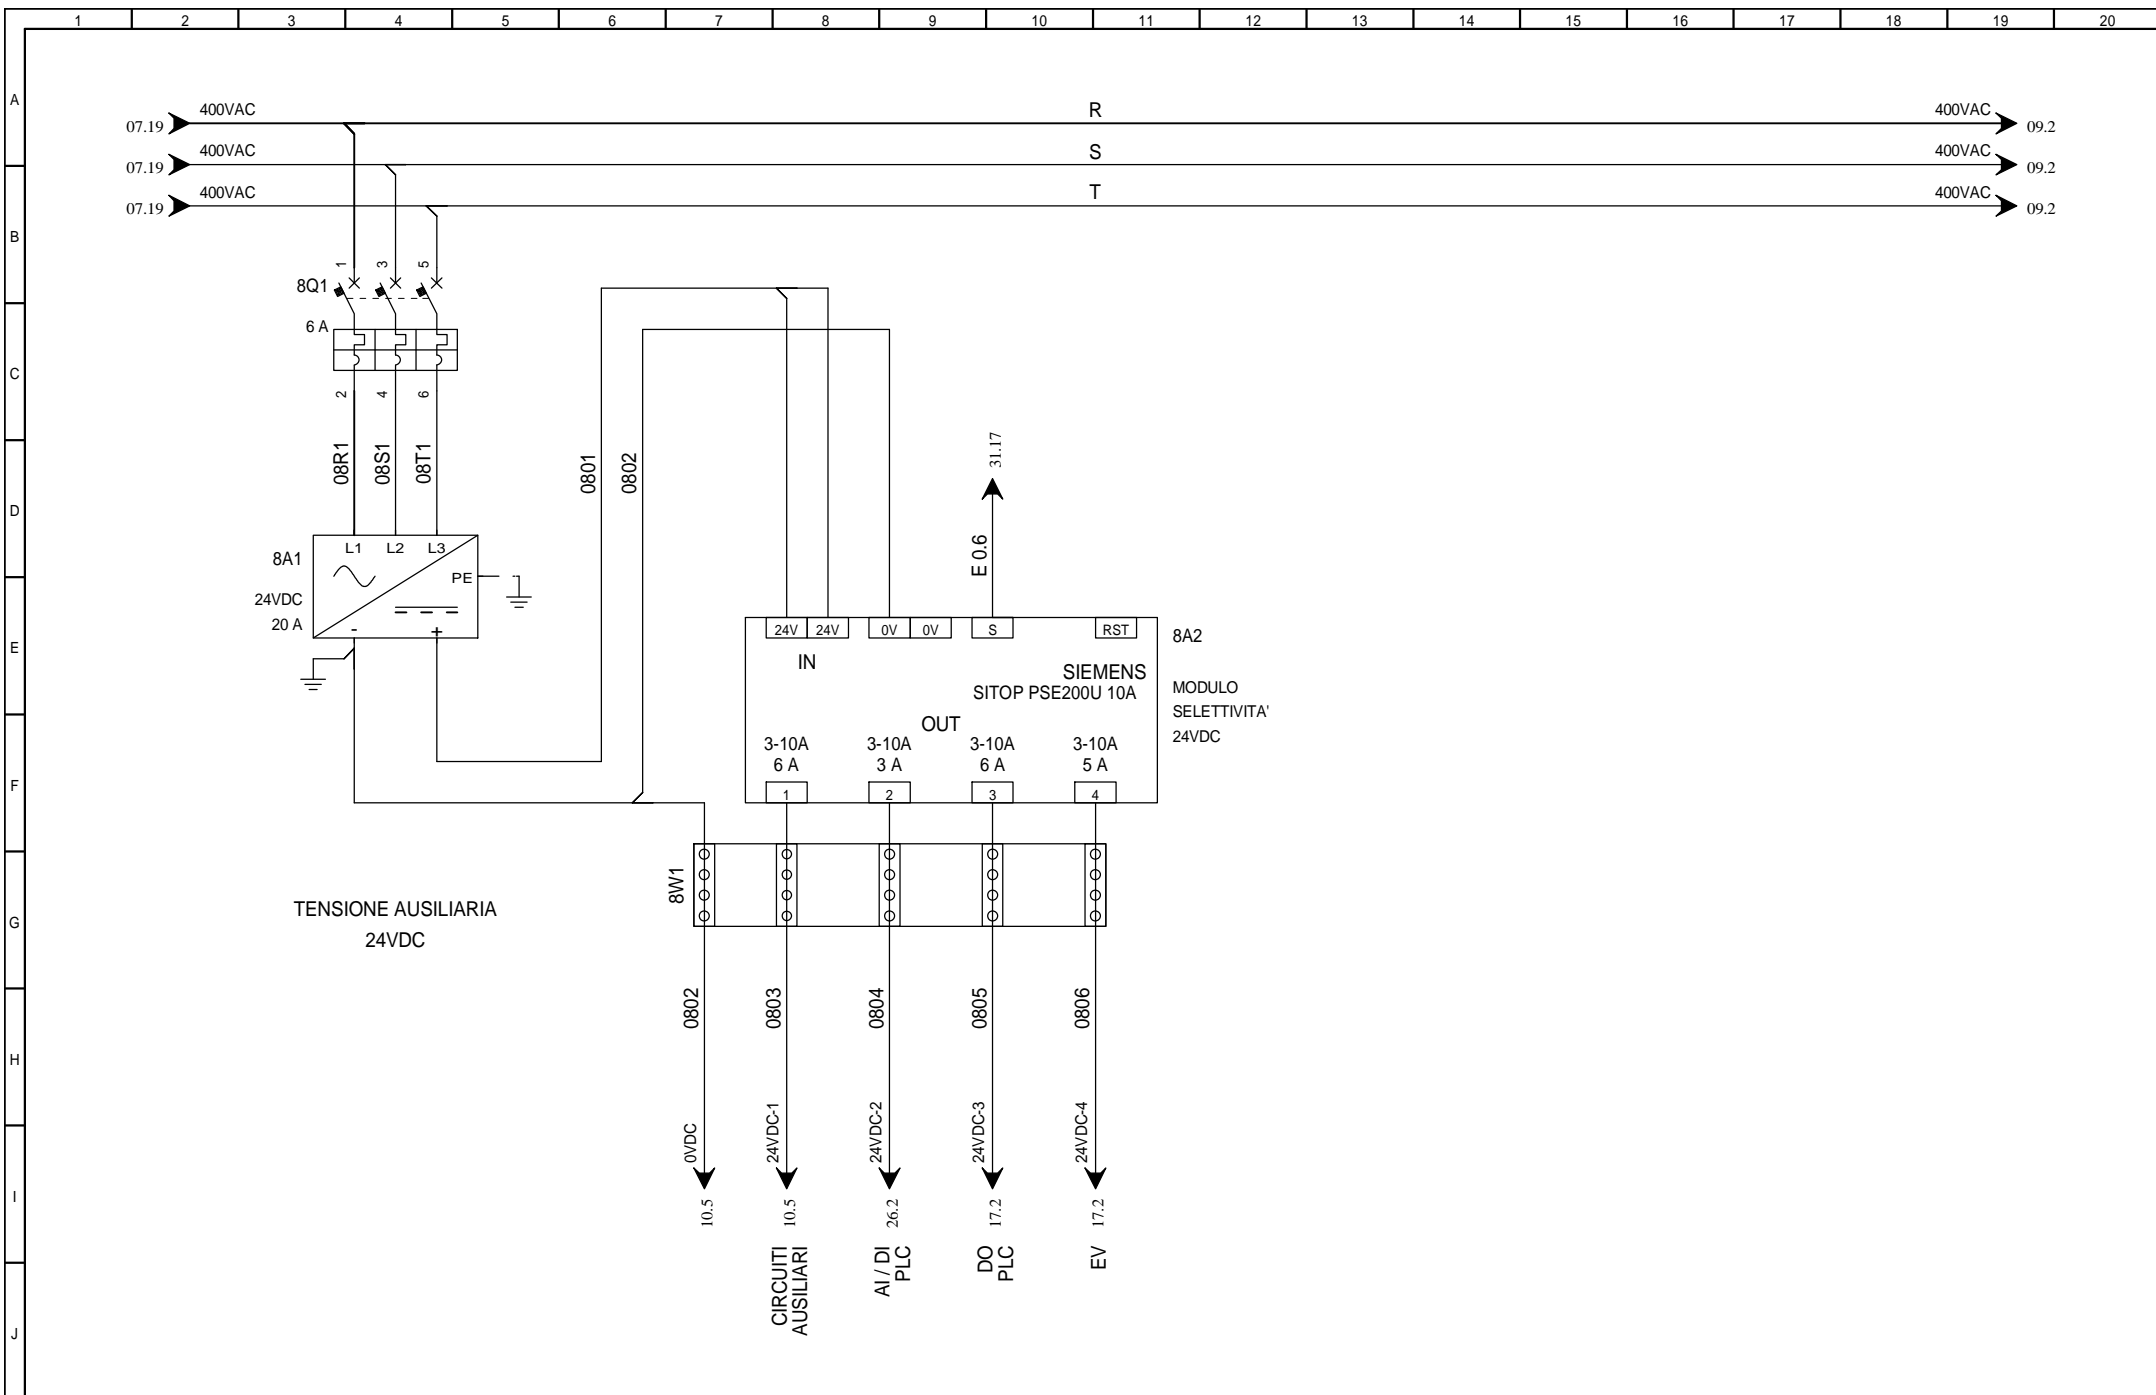 1 2 3 4 5 6 7 8 9 10 11 12 13 14 15 16 17 18 19 20
A
B
C
D
E
F
G
H
I
J
400VAC R 400VAC
07.19 09.2
400VAC S 400VAC
07.19 09.2
400VAC T 400VAC
07.19 09.2
1 3 5
8Q1
6 A
2 4 6
08R1 08S1 08T1
0801 0802
31.17
E 0.6
8A1
L1 L2 L3
PE
24VDC
20 A
- +
24V 24V 0V 0V S RST
8A2
IN
SIEMENS
SITOP PSE200U 10A
MODULO
SELETTIVITA'
24VDC
OUT
3-10A 3-10A 3-10A 3-10A
6 A 3 A 6 A 5 A
1 2 3 4
8W1
TENSIONE AUSILIARIA
24VDC
0802 0803 0804 0805 0806
0VDC 24VDC-1 24VDC-2 24VDC-3 24VDC-4
10.5 10.5 26.2 17.2 17.2
CIRCUITI
AUSILIARI
AI / DI
PLC
DO
PLC
EV